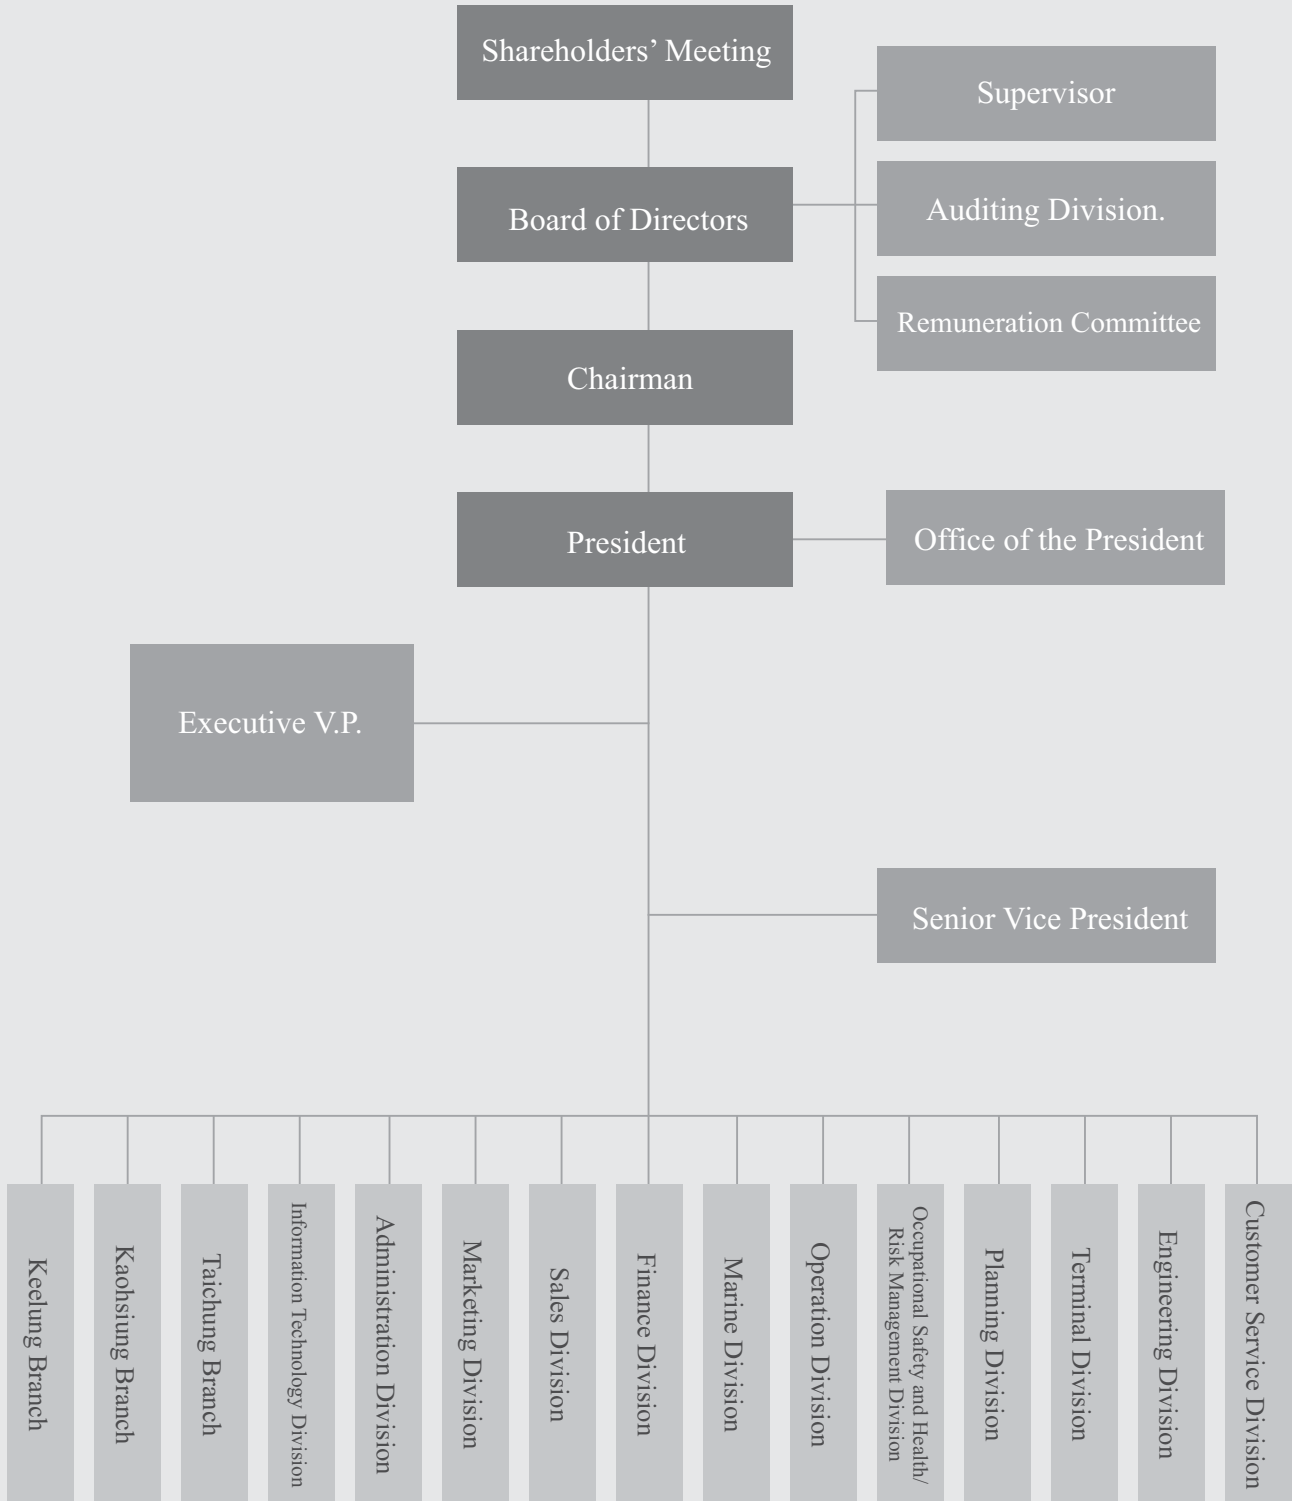 Shareholders’ Meeting
Supervisor
Board of Directors
Auditing Division.
Remuneration Committee
Chairman
President
Office of the President
Executive V.P.
Senior Vice President
Keelung Branch
Kaohsiung Branch
Taichung Branch
Information Technology Division
Administration Division
Marketing Division
Sales Division
Finance Division
Marine Division
Operation Division
Occupational Safety and Health/
Risk Management Division
Planning Division
Terminal Division
Engineering Division
Customer Service Division